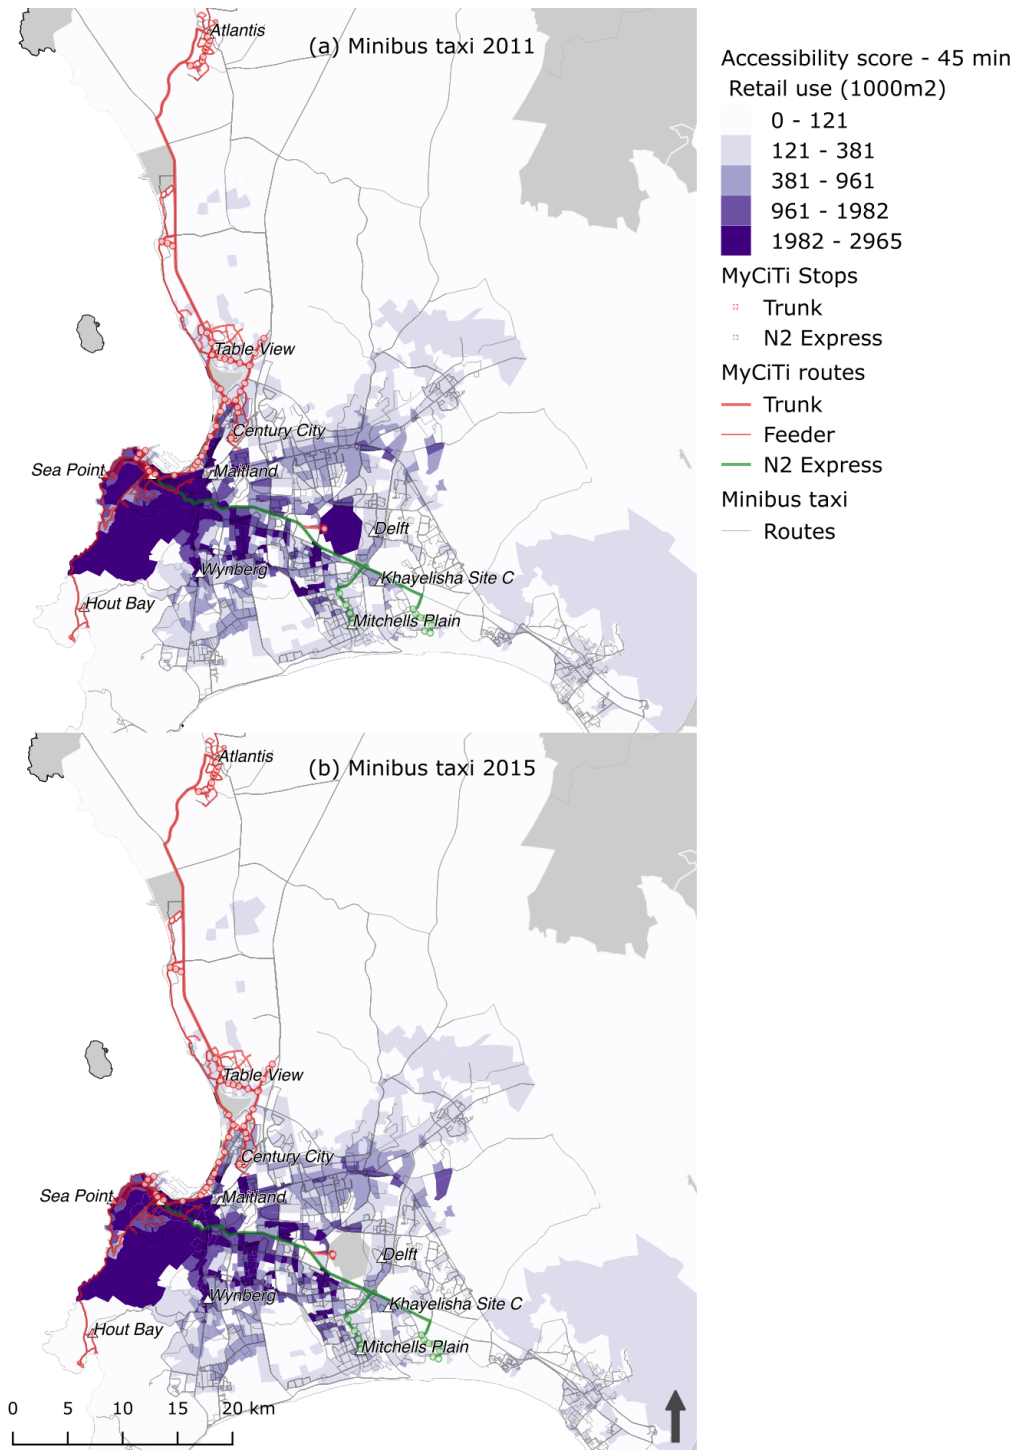 Atlantis
(a) Minibus taxi 2011
Table View
Century City
Sea Point
Maitland
Delft
Wynberg
Khayelisha Site C
Hout Bay
Mitchells Plain
Accessibility score - 45 min
Retail use (1000m2)
0 - 121
121 - 381
381 - 961
961 - 1982
1982 - 2965
MyCiTi Stops
Trunk
N2 Express
MyCiTi routes
Trunk
Feeder
N2 Express
Minibus taxi
Routes
Atlantis
(b) Minibus taxi 2015
Table View
Century City
Sea Point
Maitland
Delft
Wynberg
Khayelisha Site C
Hout Bay
Mitchells Plain
0 5 10 15 20 km